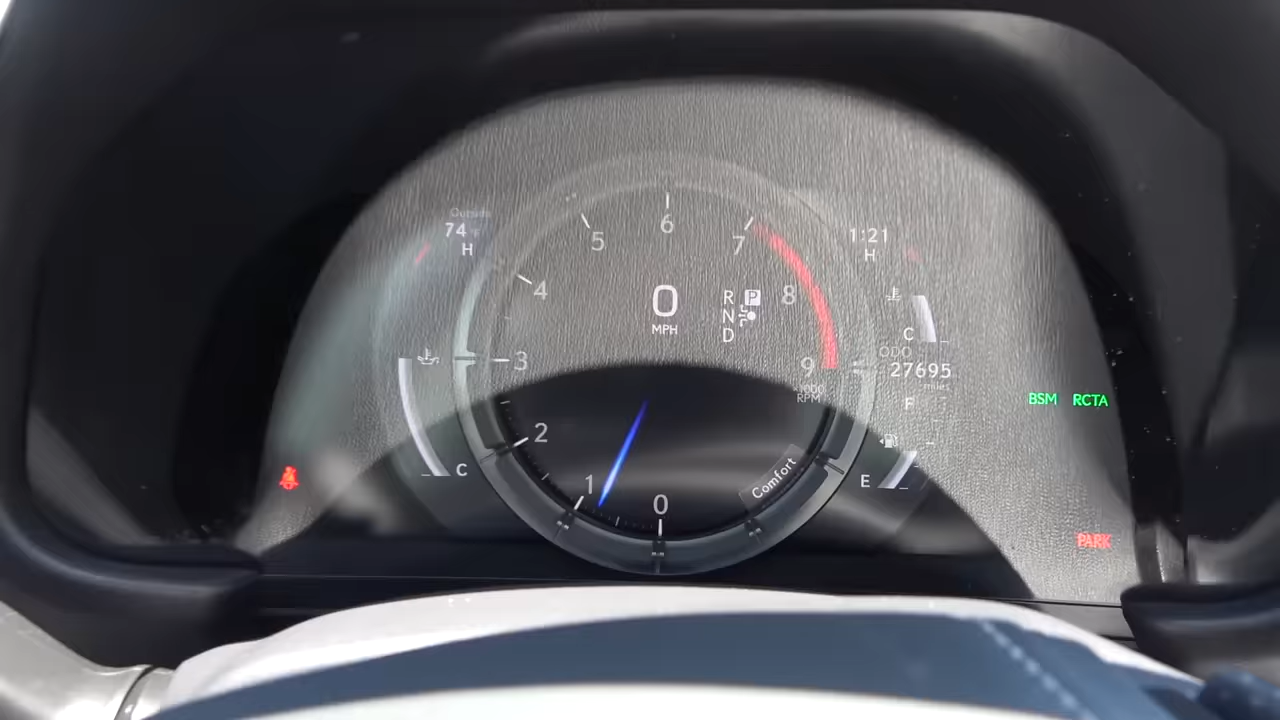 Outside
74 °F
H
C
0
1
2
3
4
5
6
7
8
9
x1000
RPM
0
MPH
R P
N
D
Comfort
1:21
H
C
ODO
27695
miles
F
E
BSM RCTA
PARK